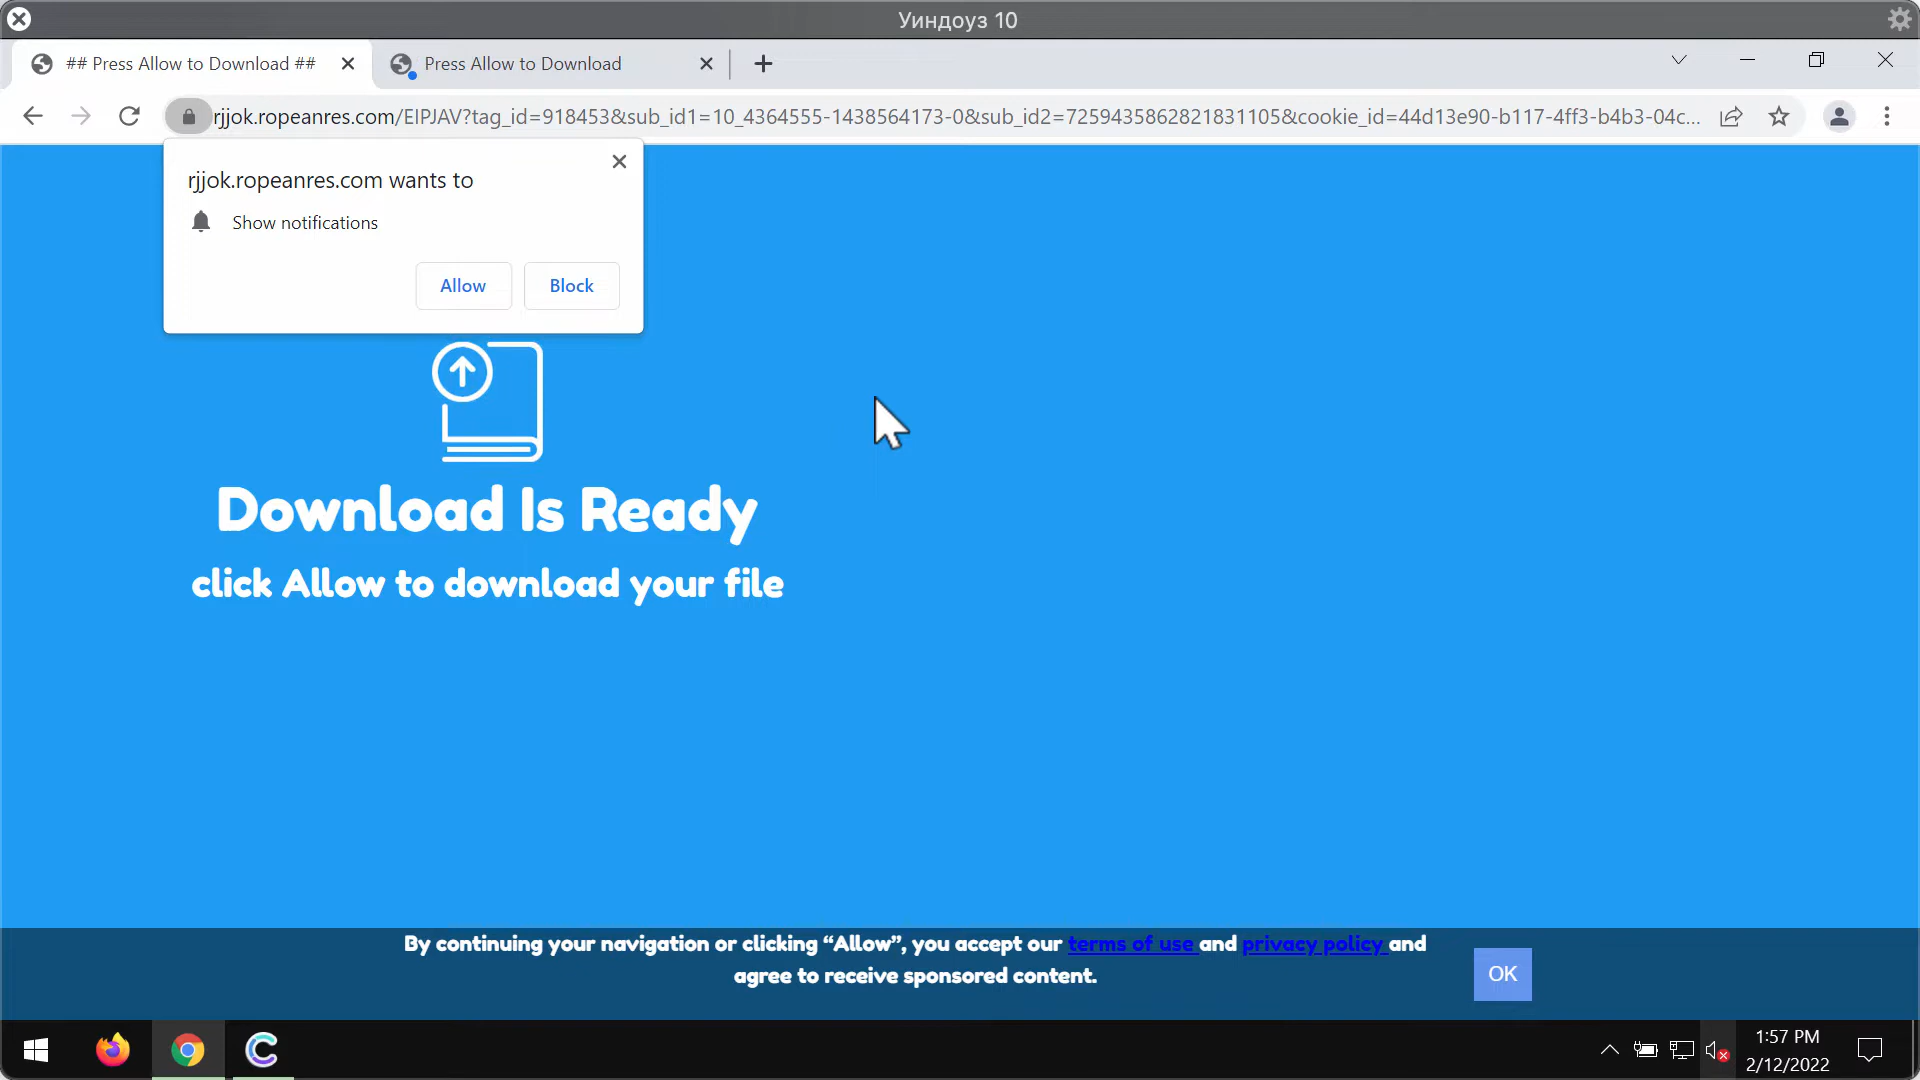 Уиндоуз 10
## Press Allow to Download ##
Press Allow to Download
rjjok.ropeanres.com/EIPJAV?tag_id=918453&sub_id1=10_4364555-1438564173-0&sub_id2=7259435862821831105&cookie_id=44d13e90-b117-4ff3-b4b3-04c...
rjjok.ropeanres.com wants to
Show notifications
Allow
Block
Download Is Ready
click Allow to download your file
By continuing your navigation or clicking “Allow”, you accept our terms of use and privacy policy and
agree to receive sponsored content.
OK
1:57 PM
2/12/2022